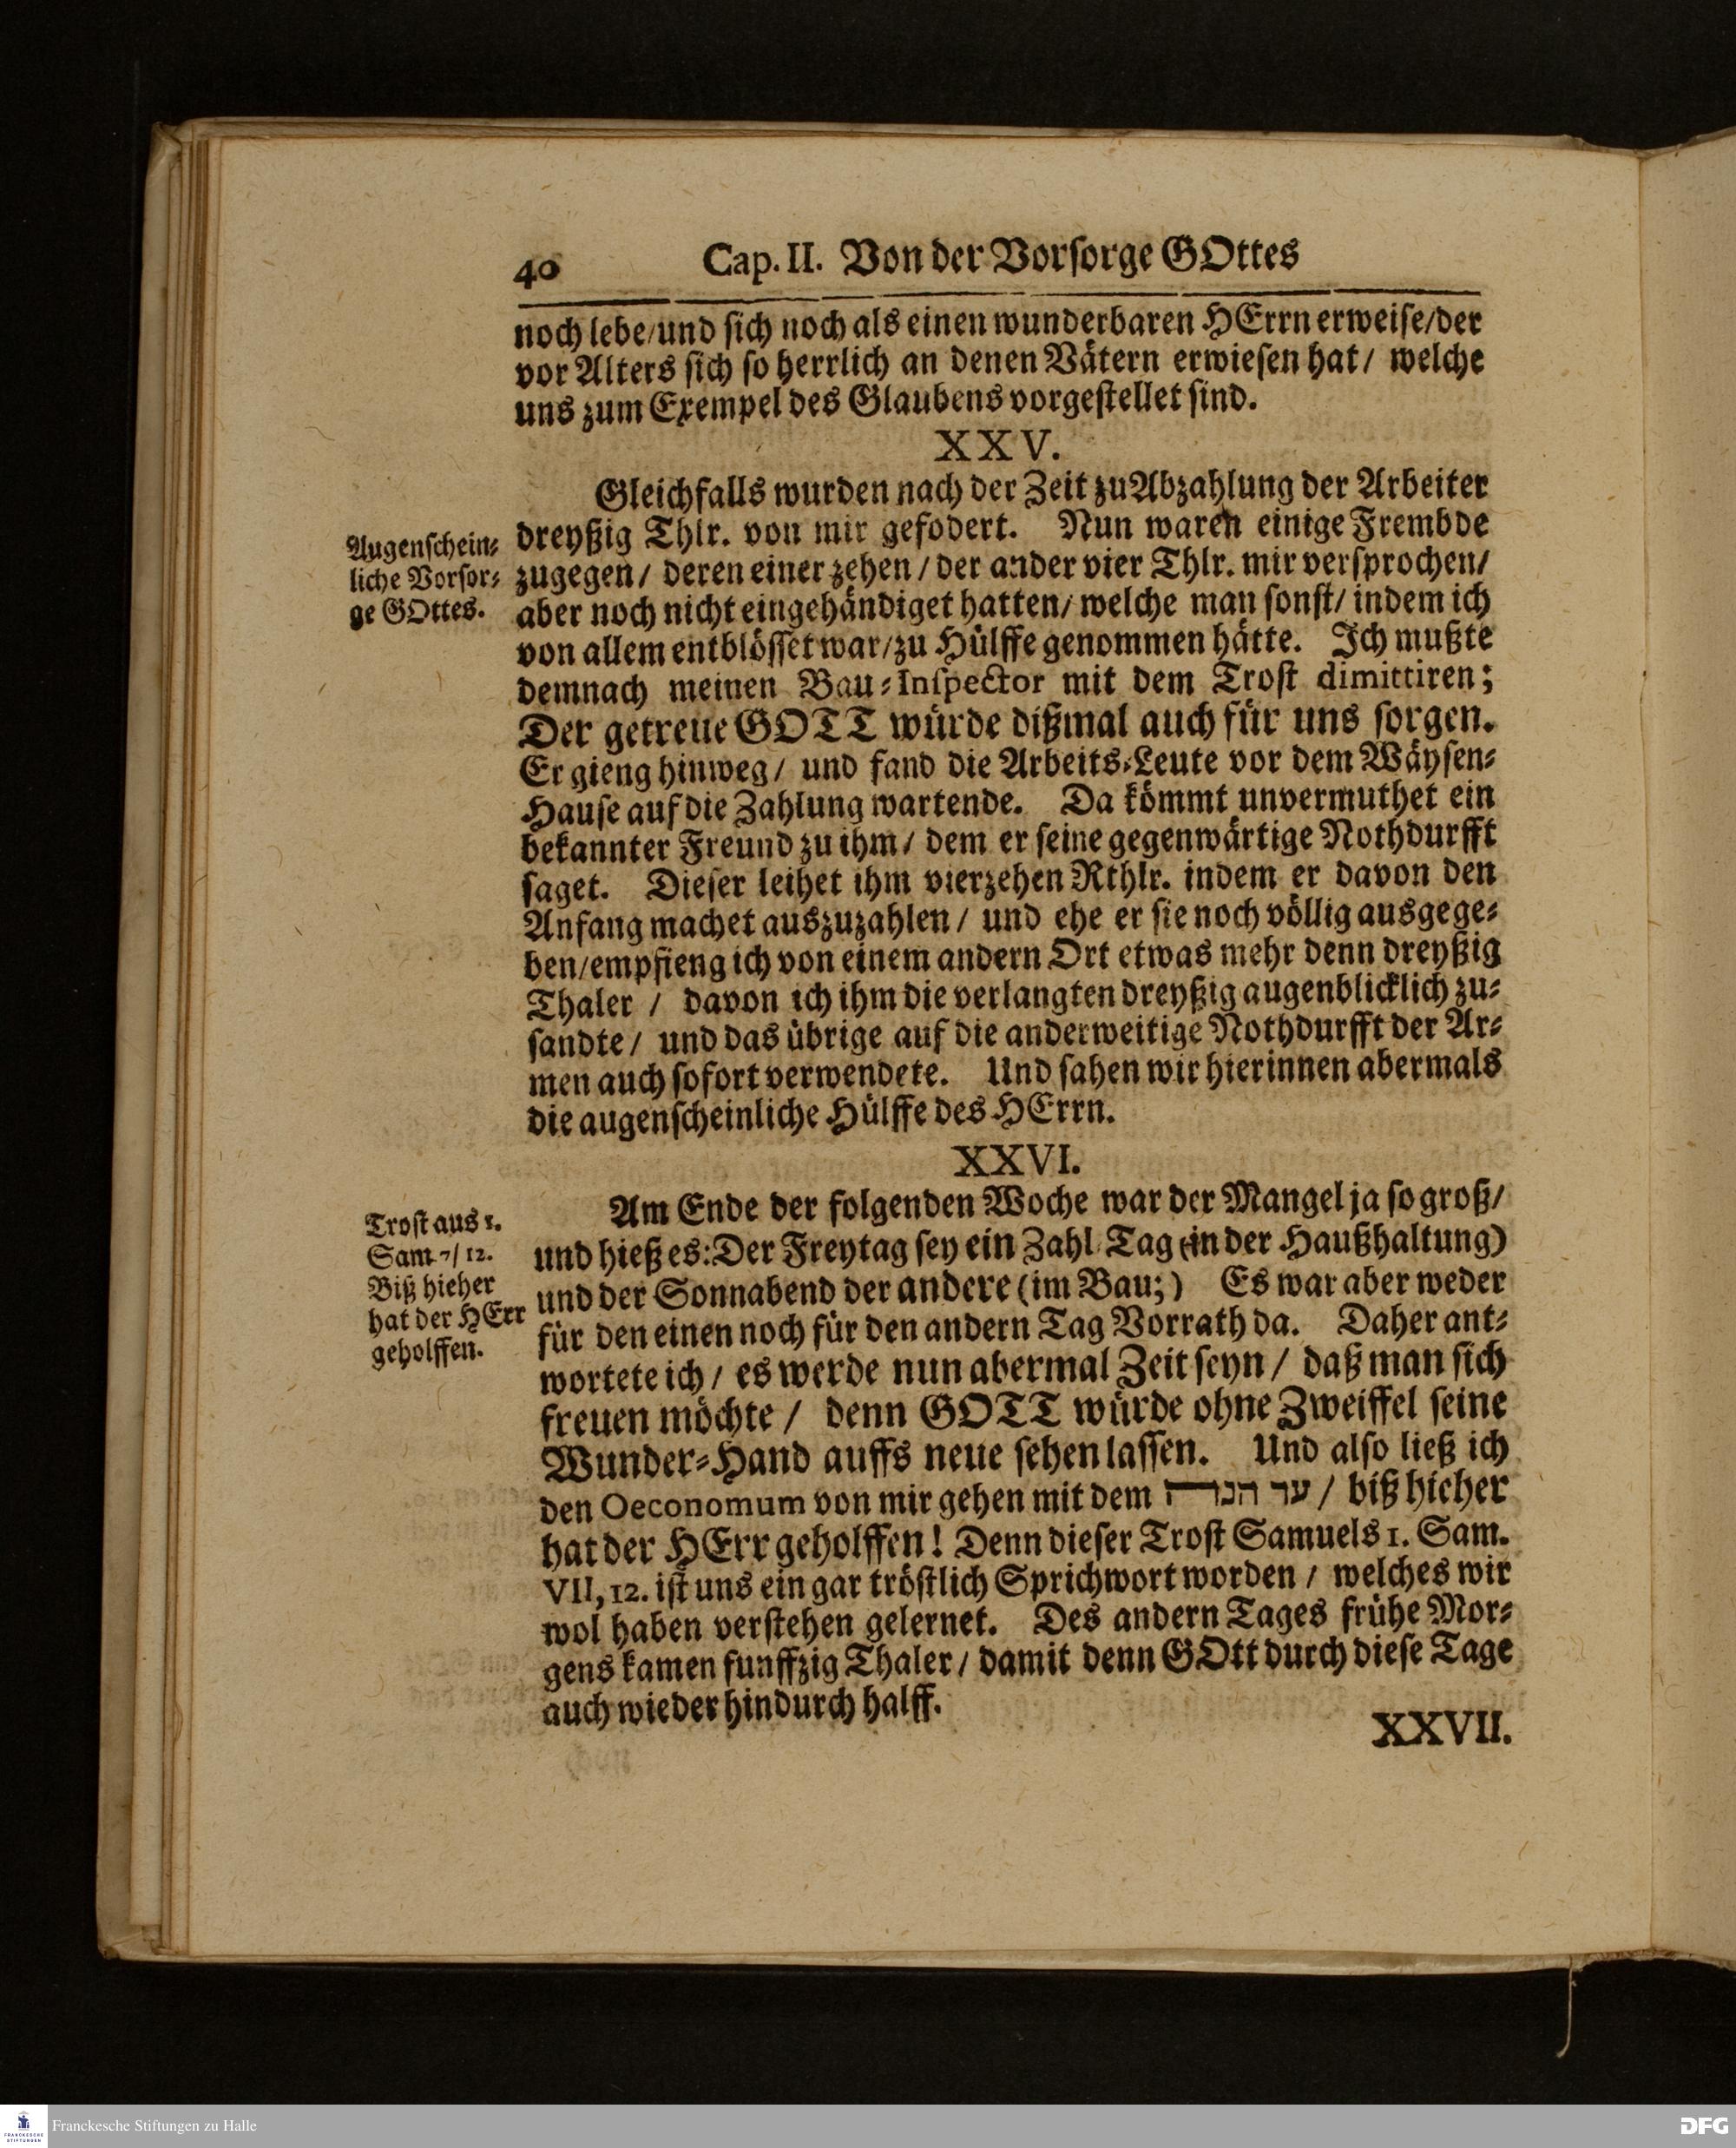 40 Cap. II. Von der Vorsorge GOttes
noch lebe/und sich noch als einen wunderbaren HErrn erweise/der
vor Alters sich so herrlich an denen Vätern erwiesen hat/ welche
uns zum Exempel des Glaubens vorgestellet sind.
XXV.
Gleichfalls wurden nach der Zeit zu Abzahlung der Arbeiter
dreyßig Thlr. von mir gefodert. Nun waren einige Frembde
zugegen/ deren einer zehen/ der ander vier Thlr. mir versprochen/
aber noch nicht eingehändiget hatten/ welche man sonst/ indem ich
von allem entblösset war/zu Hülffe genommen hätte. Ich mußte
demnach meinen Bau-Inspector mit dem Trost dimittiren;
Der getreue GOTT würde dißmal auch für uns sorgen.
Er gieng hinweg/ und fand die Arbeits-Leute vor dem Wäysen-
Hause auf die Zahlung wartende. Da kömmt unvermuthet ein
bekannter Freund zu ihm/ dem er seine gegenwärtige Nothdurfft
saget. Dieser leihet ihm vierzehen Rthlr. indem er davon den
Anfang machet auszuzahlen/ und ehe er sie noch völlig ausgege-
ben/empfieng ich von einem andern Ort etwas mehr denn dreyßig
Thaler / davon ich ihm die verlangten dreyßig augenblicklich zu-
sandte/ und das übrige auf die anderweitige Nothdurfft der Ar-
men auch sofort verwendete. Und sahen wir hierinnen abermals
die augenscheinliche Hülffe des HErrn.
Augenschein-
liche Vorsor-
ge GOttes.
XXVI.
Am Ende der folgenden Woche war der Mangel ja so groß/
und hieß es: Der Freytag sey ein Zahl-Tag (in der Haußhaltung)
und der Sonnabend der andere (im Bau;) Es war aber weder
für den einen noch für den andern Tag Vorrath da. Daher ant-
wortete ich/ es werde nun abermal Zeit seyn/ daß man sich
freuen möchte/ denn GOTT würde ohne Zweiffel seine
Wunder-Hand auffs neue sehen lassen. Und also ließ ich
den Oeconomum von mir gehen mit dem עד הנה / biß hieher
hat der HErr geholffen! Denn dieser Trost Samuels 1. Sam.
VII, 12. ist uns ein gar tröstlich Sprichwort worden / welches wir
wol haben verstehen gelernet. Des andern Tages frühe Mor-
gens kamen funffzig Thaler/ damit denn GOtt durch diese Tage
auch wieder hindurch halff.
Trost aus 1.
Sam. 7/ 12.
Biß hieher
hat der HErr
geholffen.
XXVII.
Franckesche Stiftungen zu Halle
DFG